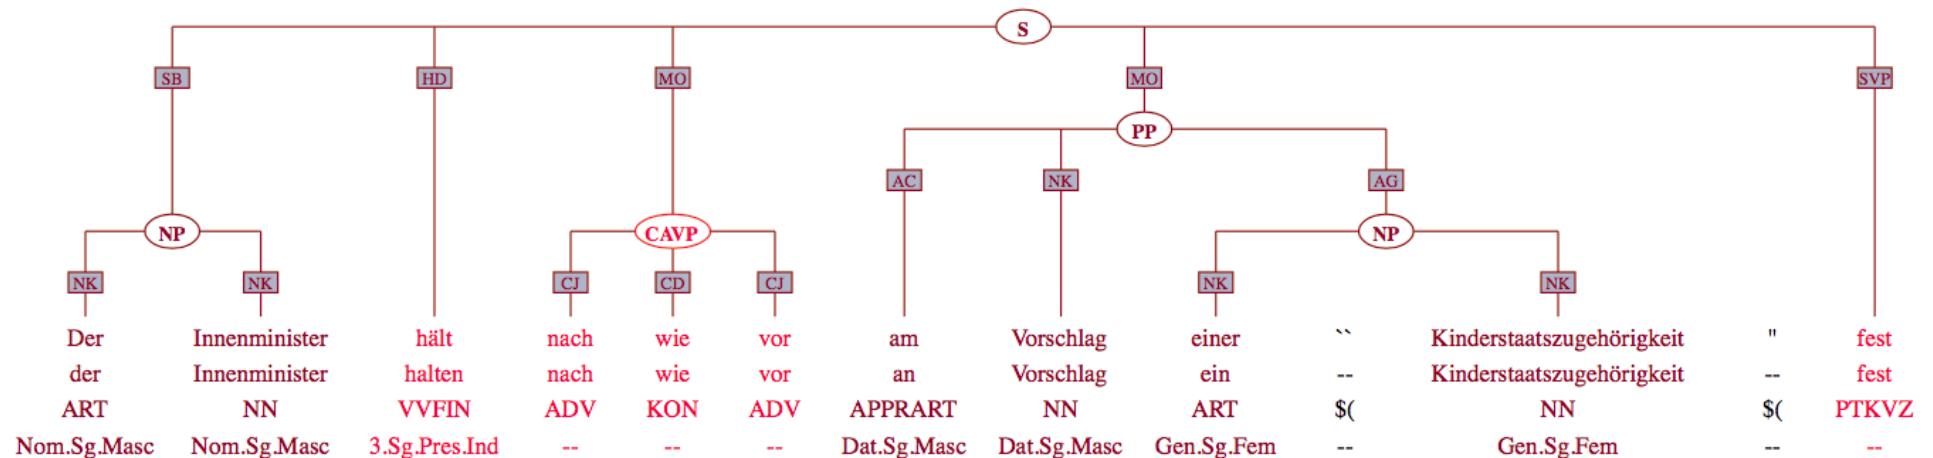 S
SB HD MO MO SVP
PP
AC NK AG
NP CAVP NP
NK NK CJ CD CJ NK NK
Der Innenminister hält nach wie vor am Vorschlag einer `` Kinderstaatszugehörigkeit " fest
der Innenminister halten nach wie vor an Vorschlag ein -- Kinderstaatszugehörigkeit -- fest
ART NN VVFIN ADV KON ADV APPRART NN ART $( NN $( PTKVZ
Nom.Sg.Masc Nom.Sg.Masc 3.Sg.Pres.Ind -- -- -- Dat.Sg.Masc Dat.Sg.Masc Gen.Sg.Fem -- Gen.Sg.Fem -- --